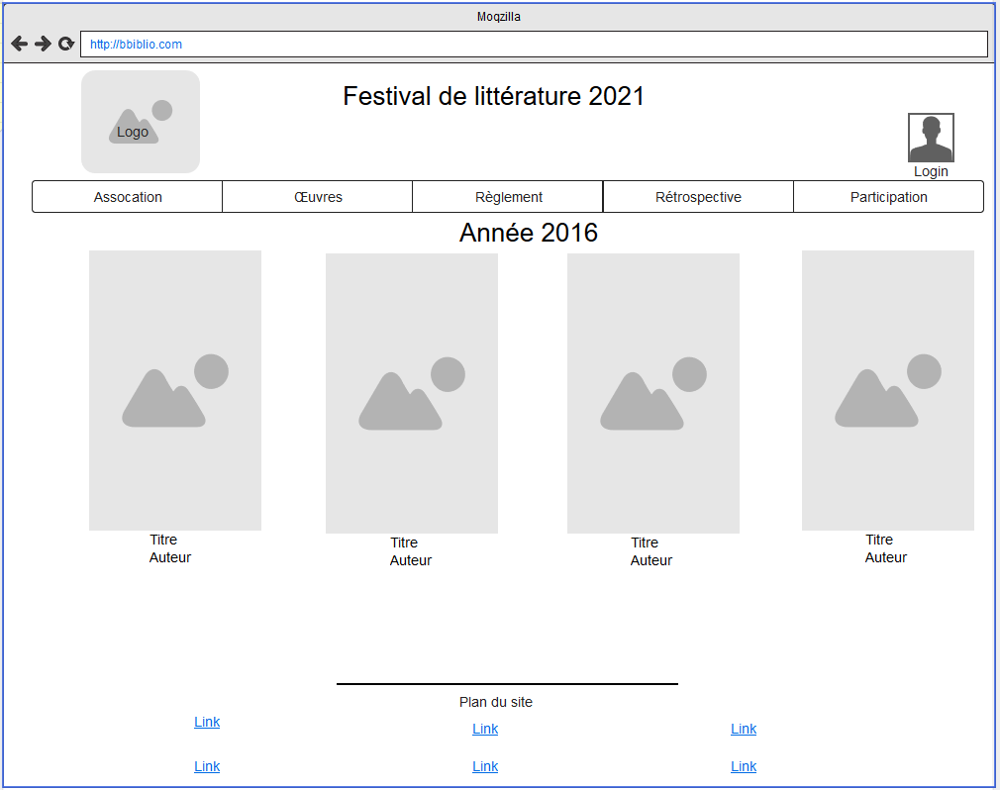 Moqzilla
http://bbiblio.com
Logo
Festival de littérature 2021
Login
Assocation Œuvres Règlement Rétrospective Participation
Année 2016
Titre
Auteur
Titre
Auteur
Titre
Auteur
Titre
Auteur
Plan du site
Link Link Link
Link Link Link